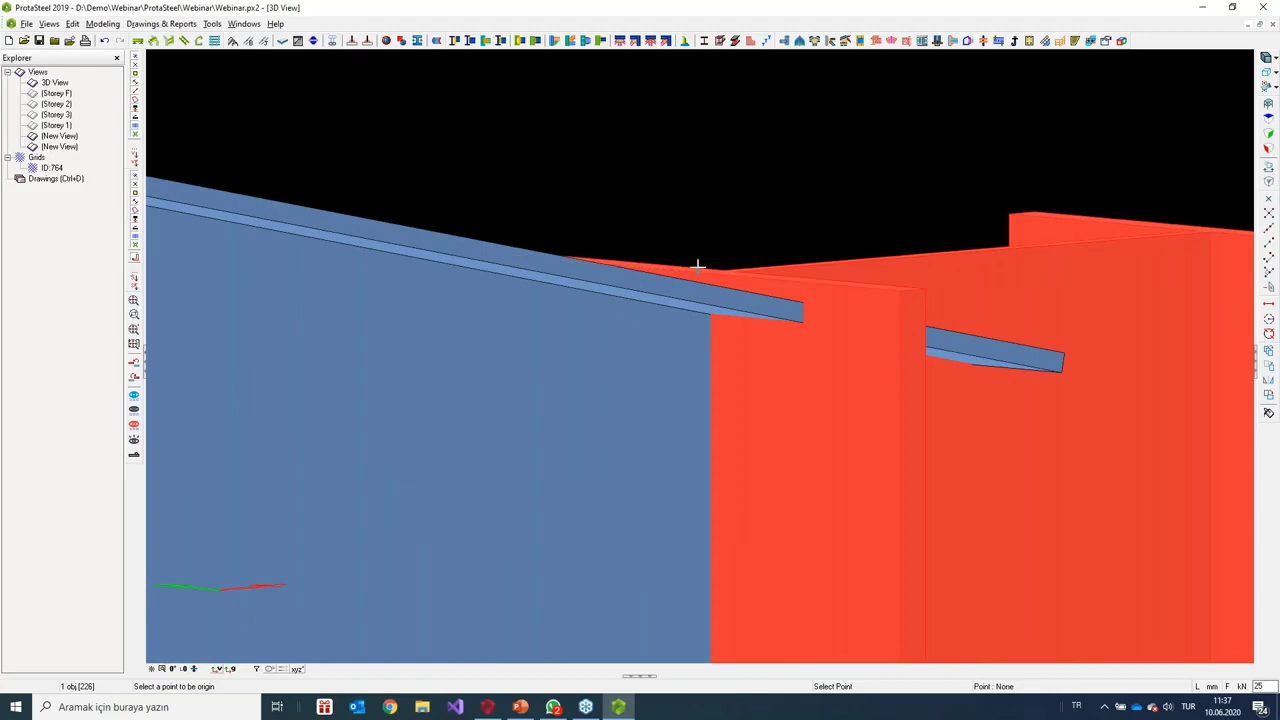 ProtaSteel 2019 - D:\Demo\Webinar\ProtaSteel\Webinar\Webinar.px2 - [3D View]
File Views Edit Modeling Drawings & Reports Tools Windows Help
Explorer
Views
3D View
(Storey F)
(Storey 2)
(Storey 3)
(Storey 1)
(New View)
(New View)
Grids
ID:764
Drawings (Ctrl+D)
1 obj.[226] Select a point to be origin Select Point Point : None L mm F kN 25
Aramak için buraya yazın
TR TUR 11:37
10.06.2020
24